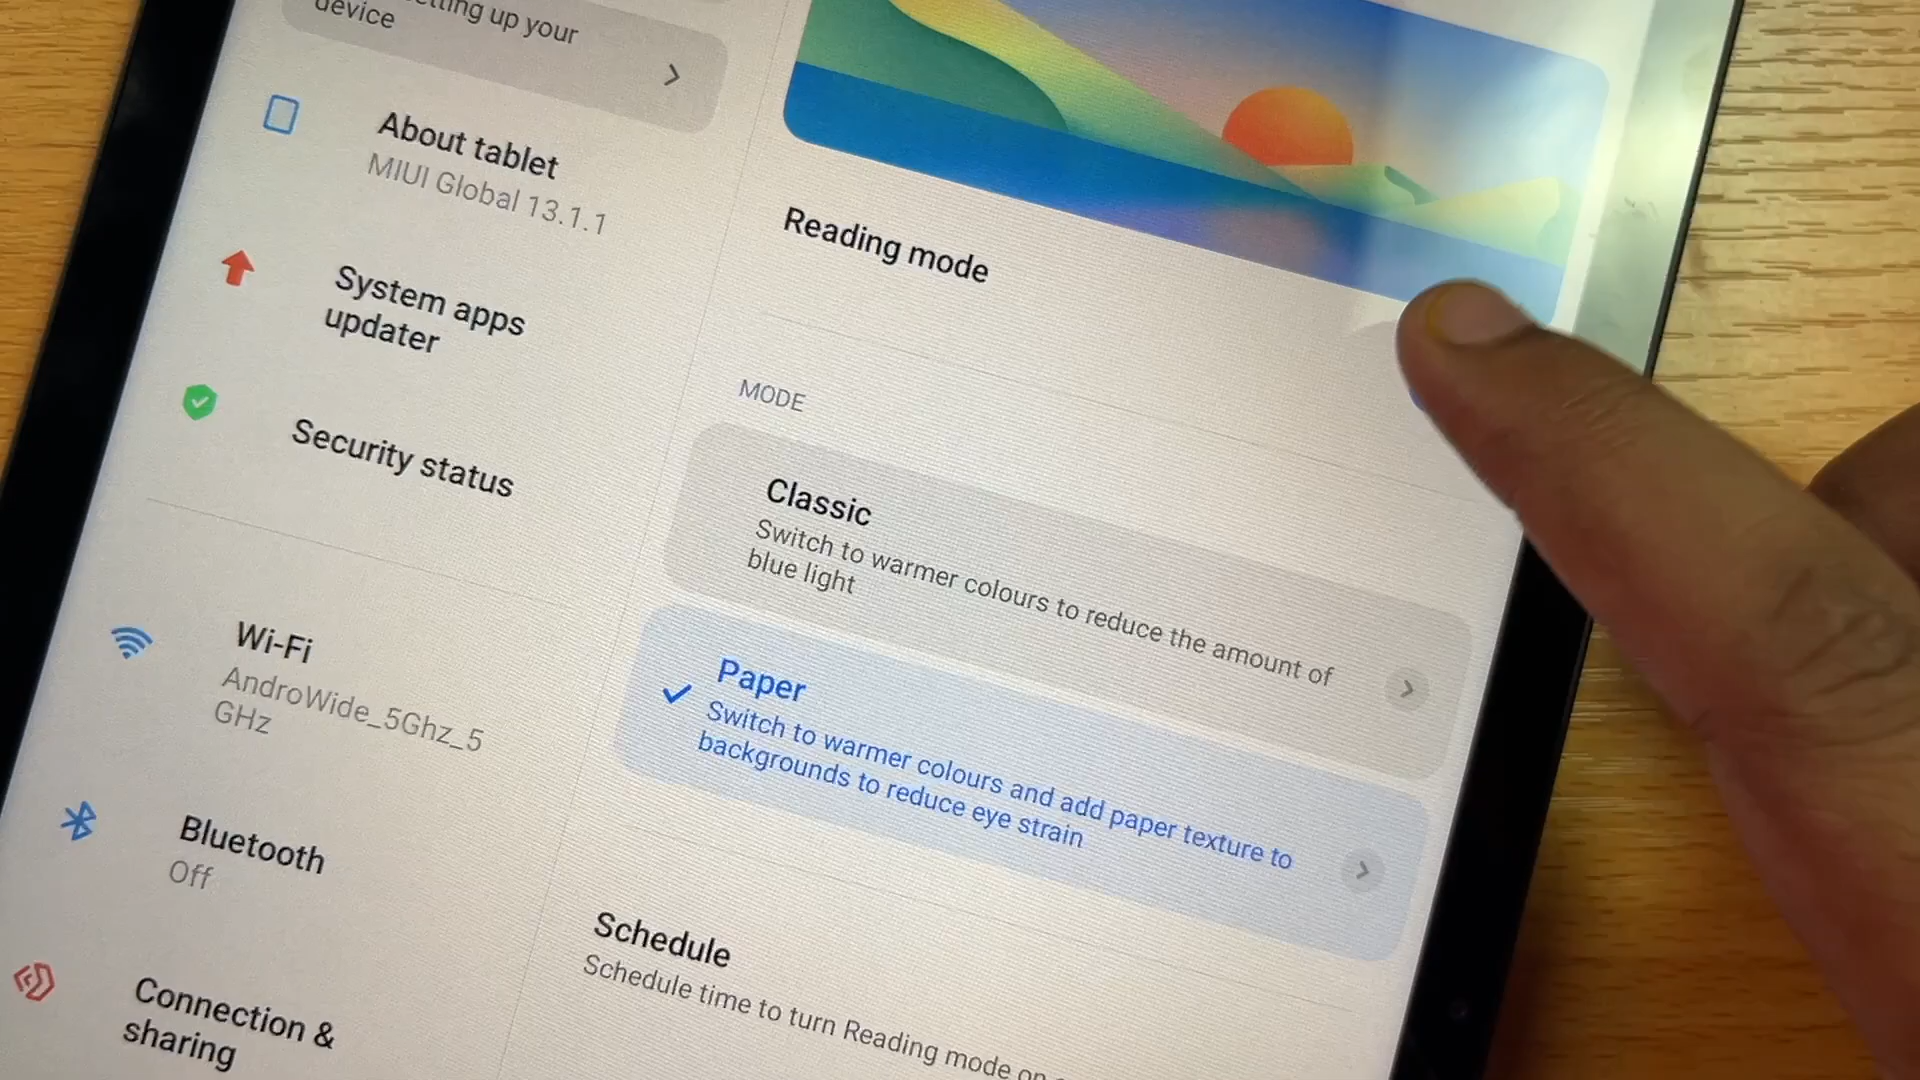 setting up your
device
About tablet
MIUI Global 13.1.1
System apps
updater
Security status
Wi-Fi
AndroWide_5Ghz_5
GHz
Bluetooth
Off
Connection &
sharing
Reading mode
MODE
Classic
Switch to warmer colours to reduce the amount of
blue light
Paper
Switch to warmer colours and add paper texture to
backgrounds to reduce eye strain
Schedule
Schedule time to turn Reading mode on